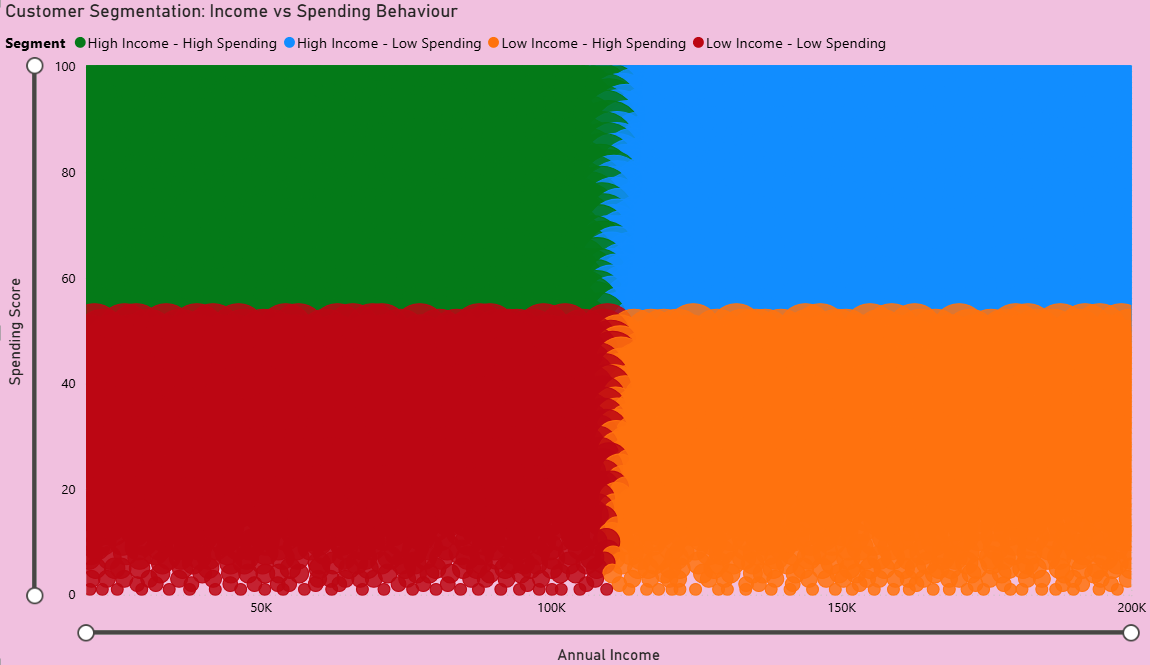 Customer Segmentation: Income vs Spending Behaviour
Segment High Income - High Spending High Income - Low Spending Low Income - High Spending Low Income - Low Spending
100
80
60
40
20
0
Spending Score
50K 100K 150K 200K
Annual Income